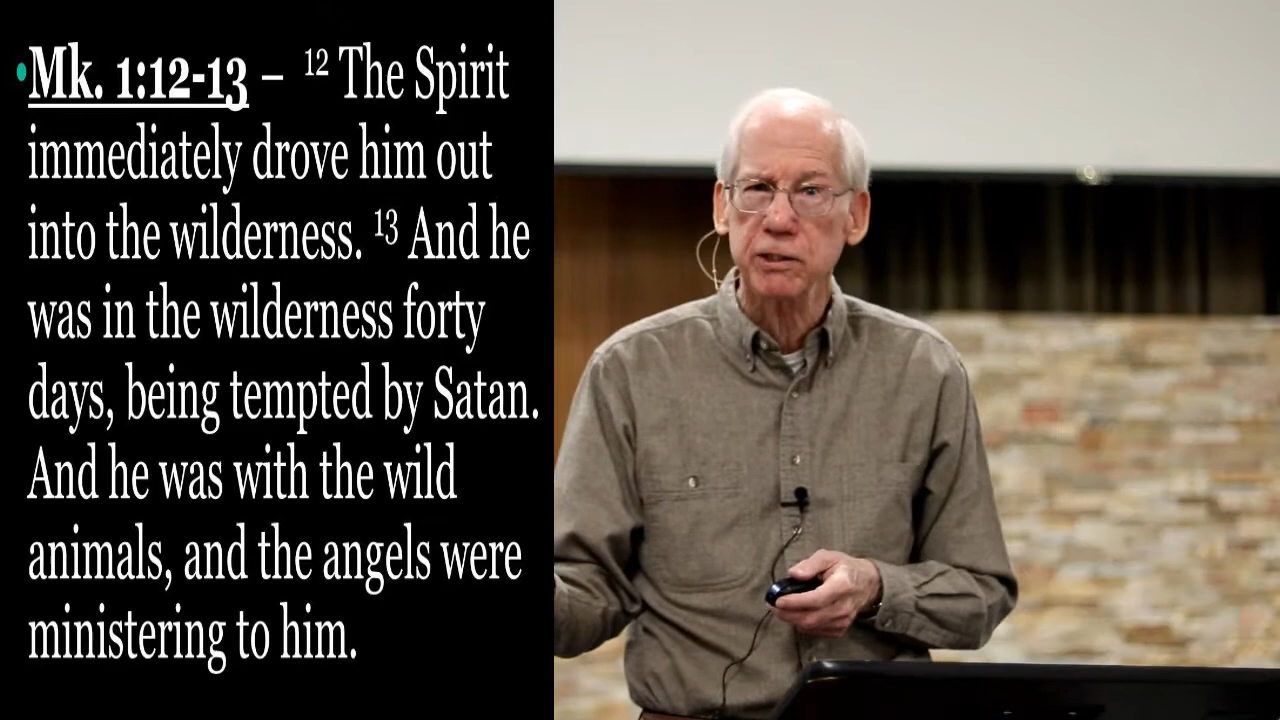 •Mk. 1:12-13 – ¹² The Spirit
immediately drove him out
into the wilderness. ¹³ And he
was in the wilderness forty
days, being tempted by Satan.
And he was with the wild
animals, and the angels were
ministering to him.